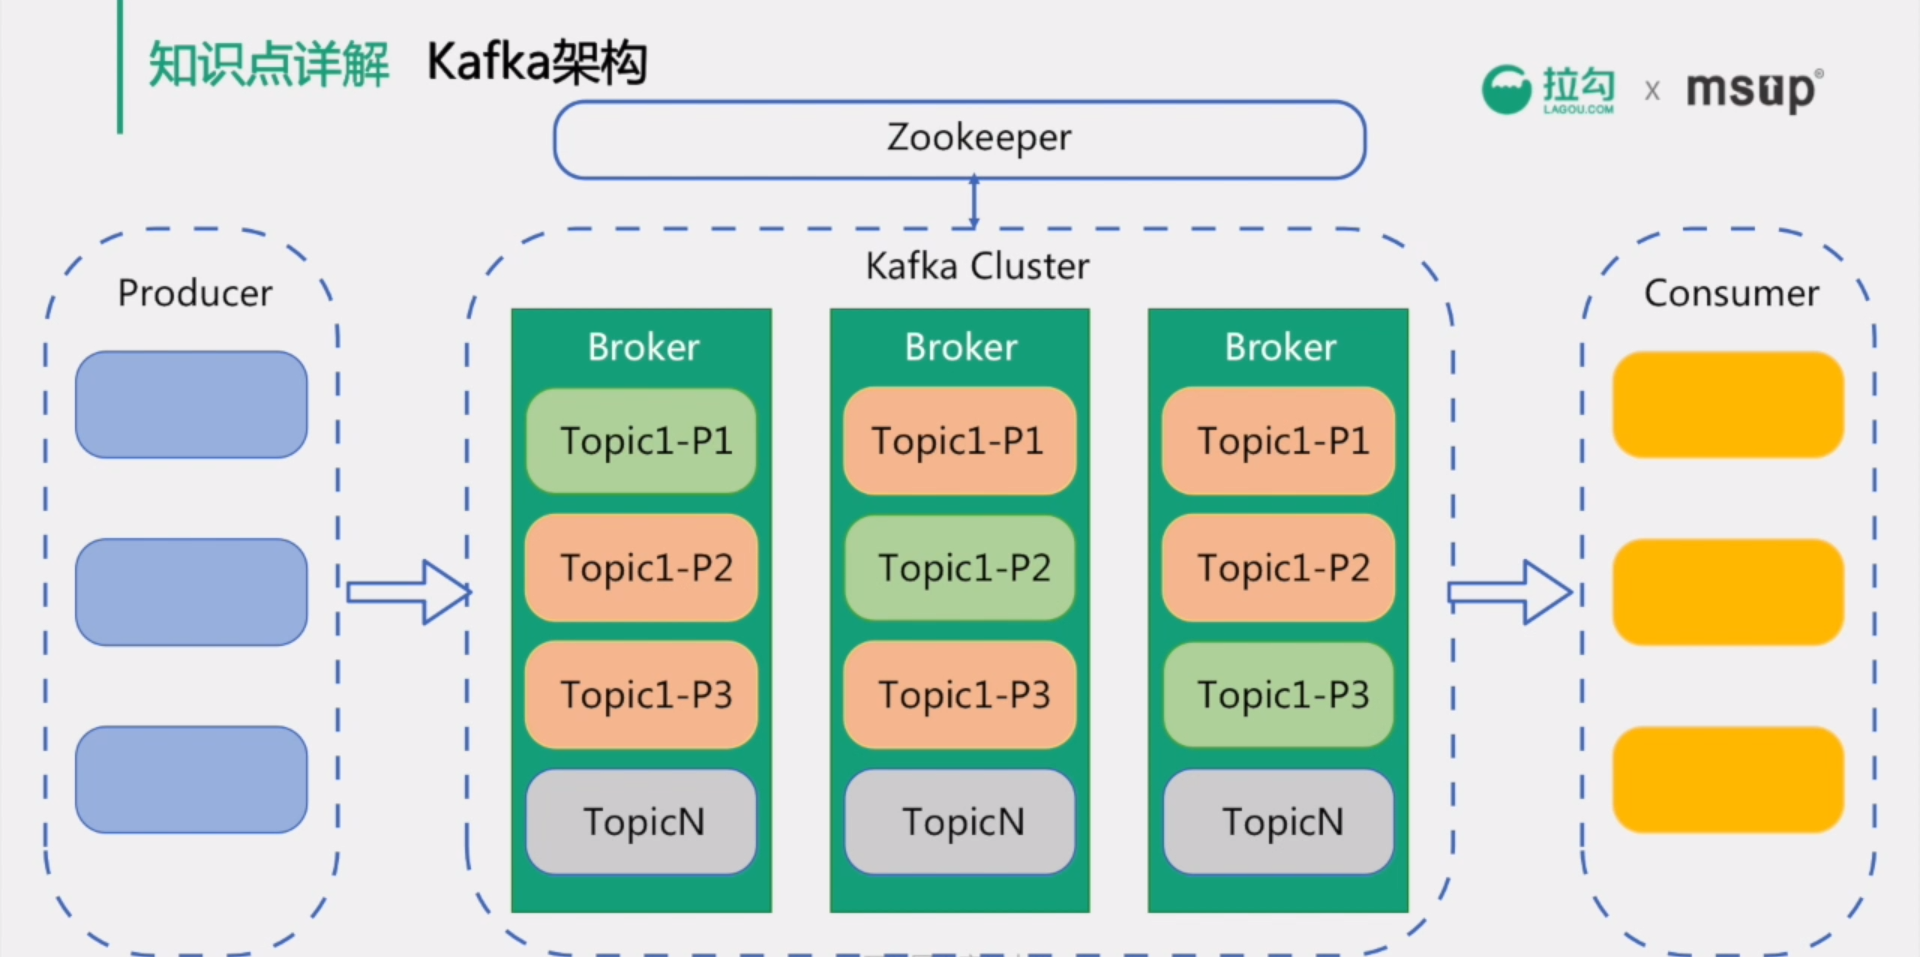 知识点详解 Kafka架构
拉勾
LAGOU.COM
x
msup®
Zookeeper
Producer
Kafka Cluster
Consumer
Broker
Topic1-P1
Topic1-P2
Topic1-P3
TopicN
Broker
Topic1-P1
Topic1-P2
Topic1-P3
TopicN
Broker
Topic1-P1
Topic1-P2
Topic1-P3
TopicN